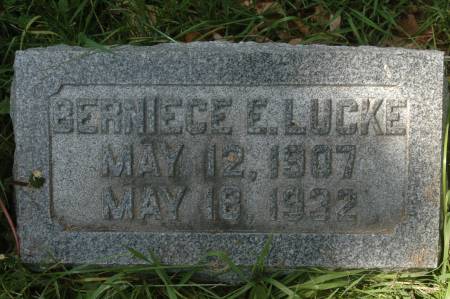 BERNIECE E. LUCKE
MAY 12, 1907
MAY 18, 1932